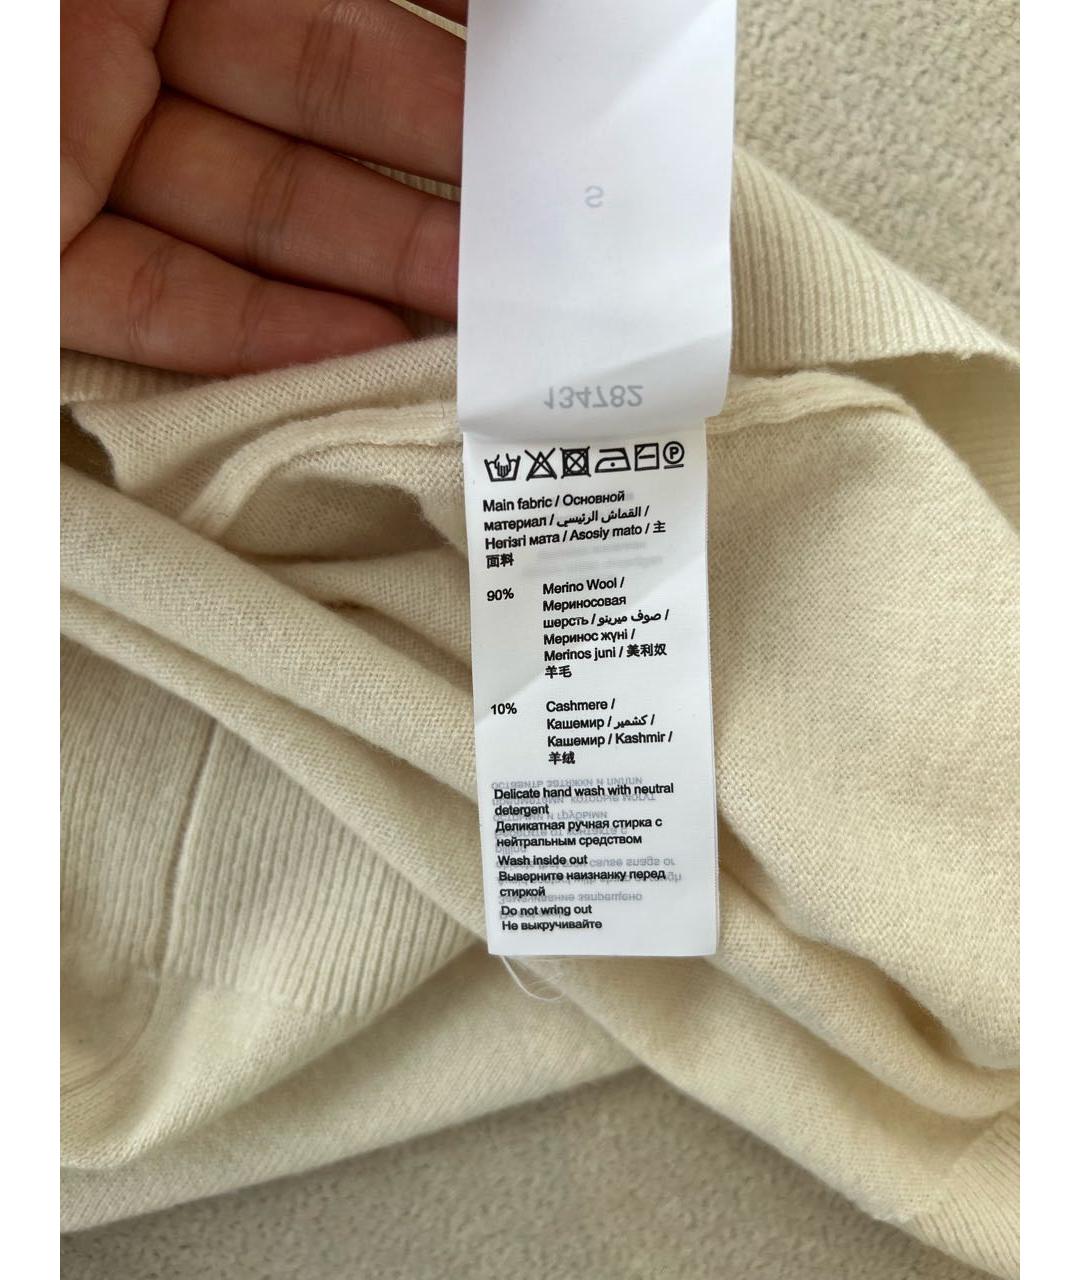 S
134782
Main fabric / Основной
материал / القماش الرئيسي /
Негізгі мата / Asosiy mato / 主
面料
90% Merino Wool /
Мериносовая
шерсть / صوف ميرينو /
Меринос жүні /
Merinos juni / 美利奴
羊毛
10% Cashmere /
Кашемир / كشمير /
Кашемир / Kashmir /
羊绒
Delicate hand wash with neutral
detergent
Деликатная ручная стирка с
нейтральным средством
Wash inside out
Выверните наизнанку перед
стиркой
Do not wring out
Не выкручивайте